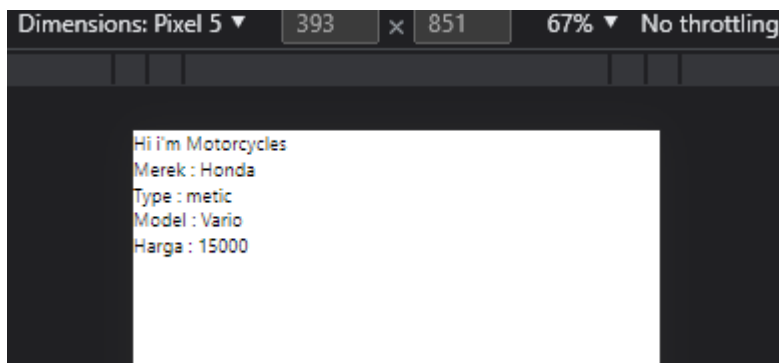 Dimensions: Pixel 5 ▼ 393 × 851 67% ▼ No throttling
Hi i'm Motorcycles
Merek : Honda
Type : metic
Model : Vario
Harga : 15000